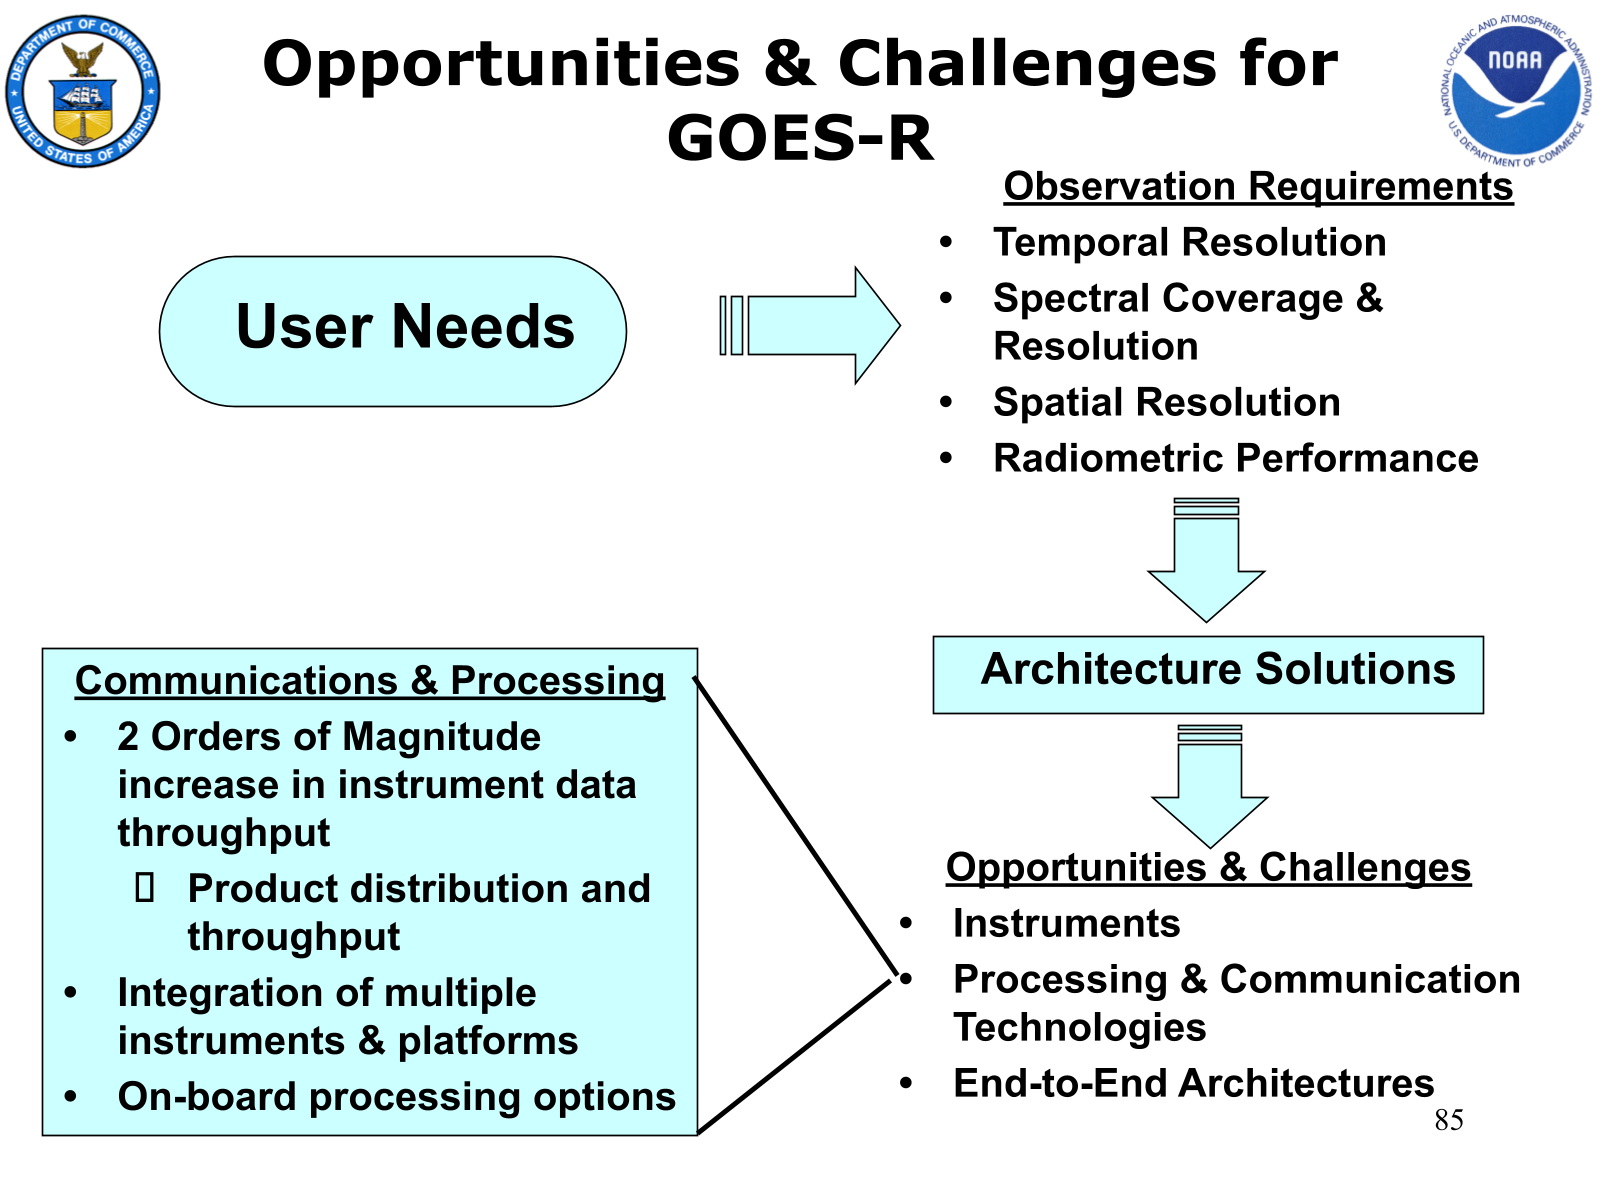 Opportunities & Challenges for
GOES-R
DEPARTMENT OF COMMERCE
UNITED STATES OF AMERICA
NATIONAL OCEANIC AND ATMOSPHERIC ADMINISTRATION
U.S. DEPARTMENT OF COMMERCE
NOAA
User Needs
Observation Requirements
• Temporal Resolution
• Spectral Coverage &
Resolution
• Spatial Resolution
• Radiometric Performance
Architecture Solutions
Opportunities & Challenges
• Instruments
• Processing & Communication
Technologies
• End-to-End Architectures
Communications & Processing
• 2 Orders of Magnitude
increase in instrument data
throughput
Product distribution and
throughput
• Integration of multiple
instruments & platforms
• On-board processing options
85